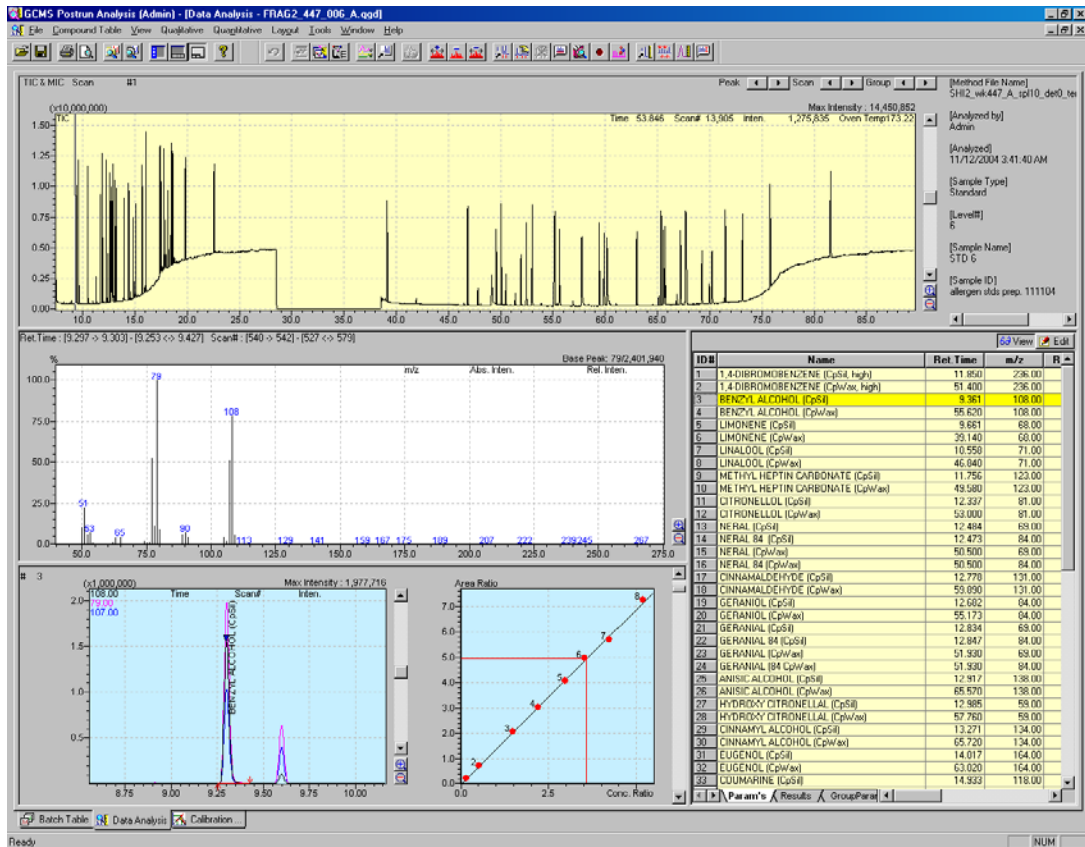 GCMS Postrun Analysis (Admin) - [Data Analysis - FRAG2_447_006_A.qgd]
File Compound Table View Qualitative Quantitative Layout Tools Window Help
TIC & MIC Scan #1
Peak Scan Group
(x10,000,000)
Max Intensity : 14,450,852
TIC
Time 53.846 Scan# 13,905 Inten. 1,275,835 Oven Temp173.22
1.50
1.25
1.00
0.75
0.50
0.25
0.00
10.0 15.0 20.0 25.0 30.0 35.0 40.0 45.0 50.0 55.0 60.0 65.0 70.0 75.0 80.0 85.0
[Method File Name]
SHI2_wk447_A_spl10_det0_te
[Analyzed by]
Admin
[Analyzed]
11/12/2004 3:41:40 AM
[Sample Type]
Standard
[Level#]
6
[Sample Name]
STD 6
[Sample ID]
allergen stds prep. 111104
Ret.Time : [9.297 -> 9.303] - [9.253 <-> 9.427] Scan# : [540 -> 542] - [527 <-> 579]
%
Base Peak: 79/2,401,940
m/z Abs. Inten. Rel. Inten.
100.0
75.0
50.0
25.0
0.0
79
108
51
53
65
90
113 129 141 159 167 175 189 207 222 239 245 267
50.0 75.0 100.0 125.0 150.0 175.0 200.0 225.0 250.0 275.0
View Edit
ID# Name Ret.Time m/z R
1 1,4-DIBROMOBENZENE (CpSil, high) 11.850 236.00
2 1,4-DIBROMOBENZENE (CpWax, high) 51.400 236.00
3 BENZYL ALCOHOL (CpSil) 9.361 108.00
4 BENZYL ALCOHOL (CpWax) 55.620 108.00
5 LIMONENE (CpSil) 9.661 68.00
6 LIMONENE (CpWax) 39.140 68.00
7 LINALOOL (CpSil) 10.558 71.00
8 LINALOOL (CpWax) 46.840 71.00
9 METHYL HEPTIN CARBONATE (CpSil) 11.756 123.00
10 METHYL HEPTIN CARBONATE (CpWax) 49.580 123.00
11 CITRONELLOL (CpSil) 12.337 81.00
12 CITRONELLOL (CpWax) 53.000 81.00
13 NERAL (CpSil) 12.484 69.00
14 NERAL 84 (CpSil) 12.473 84.00
15 NERAL (CpWax) 50.500 69.00
16 NERAL 84 (CpWax) 50.500 84.00
17 CINNAMALDEHYDE (CpSil) 12.778 131.00
18 CINNAMALDEHYDE (CpWax) 59.890 131.00
19 GERANIOL (CpSil) 12.682 84.00
20 GERANIOL (CpWax) 55.173 84.00
21 GERANIAL (CpSil) 12.834 69.00
22 GERANIAL 84 (CpSil) 12.847 84.00
23 GERANIAL (CpWax) 51.930 69.00
24 GERANIAL (84 CpWax) 51.930 84.00
25 ANISIC ALCOHOL (CpSil) 12.917 138.00
26 ANISIC ALCOHOL (CpWax) 65.570 138.00
27 HYDROXY CITRONELLAL (CpSil) 12.985 59.00
28 HYDROXY CITRONELLAL (CpWax) 57.760 59.00
29 CINNAMYL ALCOHOL (CpSil) 13.271 134.00
30 CINNAMYL ALCOHOL (CpWax) 65.720 134.00
31 EUGENOL (CpSil) 14.017 164.00
32 EUGENOL (CpWax) 63.020 164.00
33 COUMARINE (CpSil) 14.933 118.00
Param's Results GroupParar
# 3
(x1,000,000)
Max Intensity : 1,977,716
108.00 Time Scan# Inten.
79.00
107.00
2.0
1.5
1.0
0.5
BENZYL ALCOHOL (CpSil)
8.75 9.00 9.25 9.50 9.75 10.00
Area Ratio
7.0
6.0
5.0
4.0
3.0
2.0
1.0
0.0
2 3 4 5 6 7 8
0.0 2.5 Conc. Ratio
Batch Table Data Analysis Calibration ...
Ready
NUM